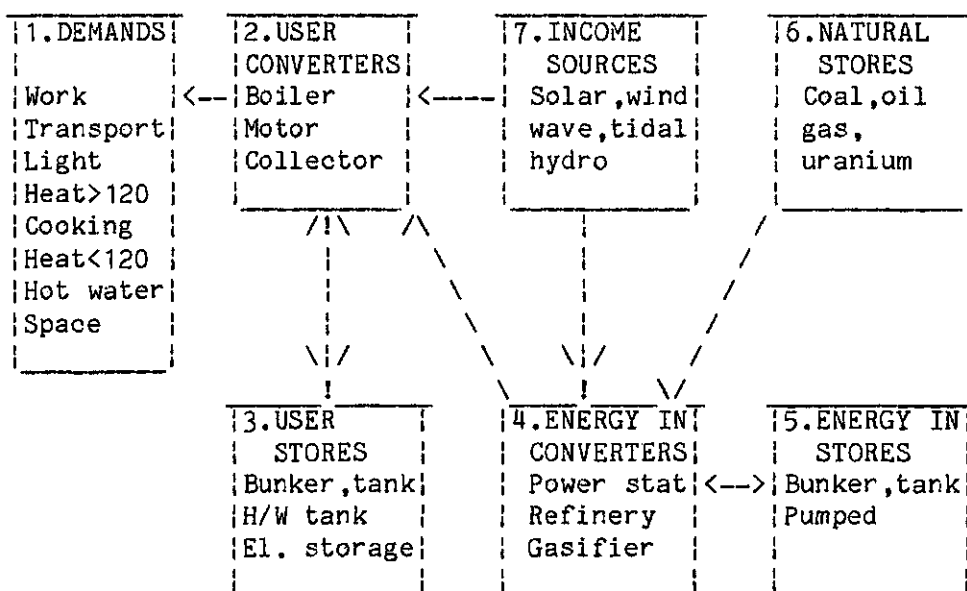 1.DEMANDS
Work
Transport
Light
Heat>120
Cooking
Heat<120
Hot water
Space
2.USER
CONVERTERS
Boiler
Motor
Collector
7.INCOME
SOURCES
Solar,wind
wave,tidal
hydro
6.NATURAL
STORES
Coal,oil
gas,
uranium
3.USER
STORES
Bunker,tank
H/W tank
El. storage
4.ENERGY IN
CONVERTERS
Power stat
Refinery
Gasifier
5.ENERGY IN
STORES
Bunker,tank
Pumped